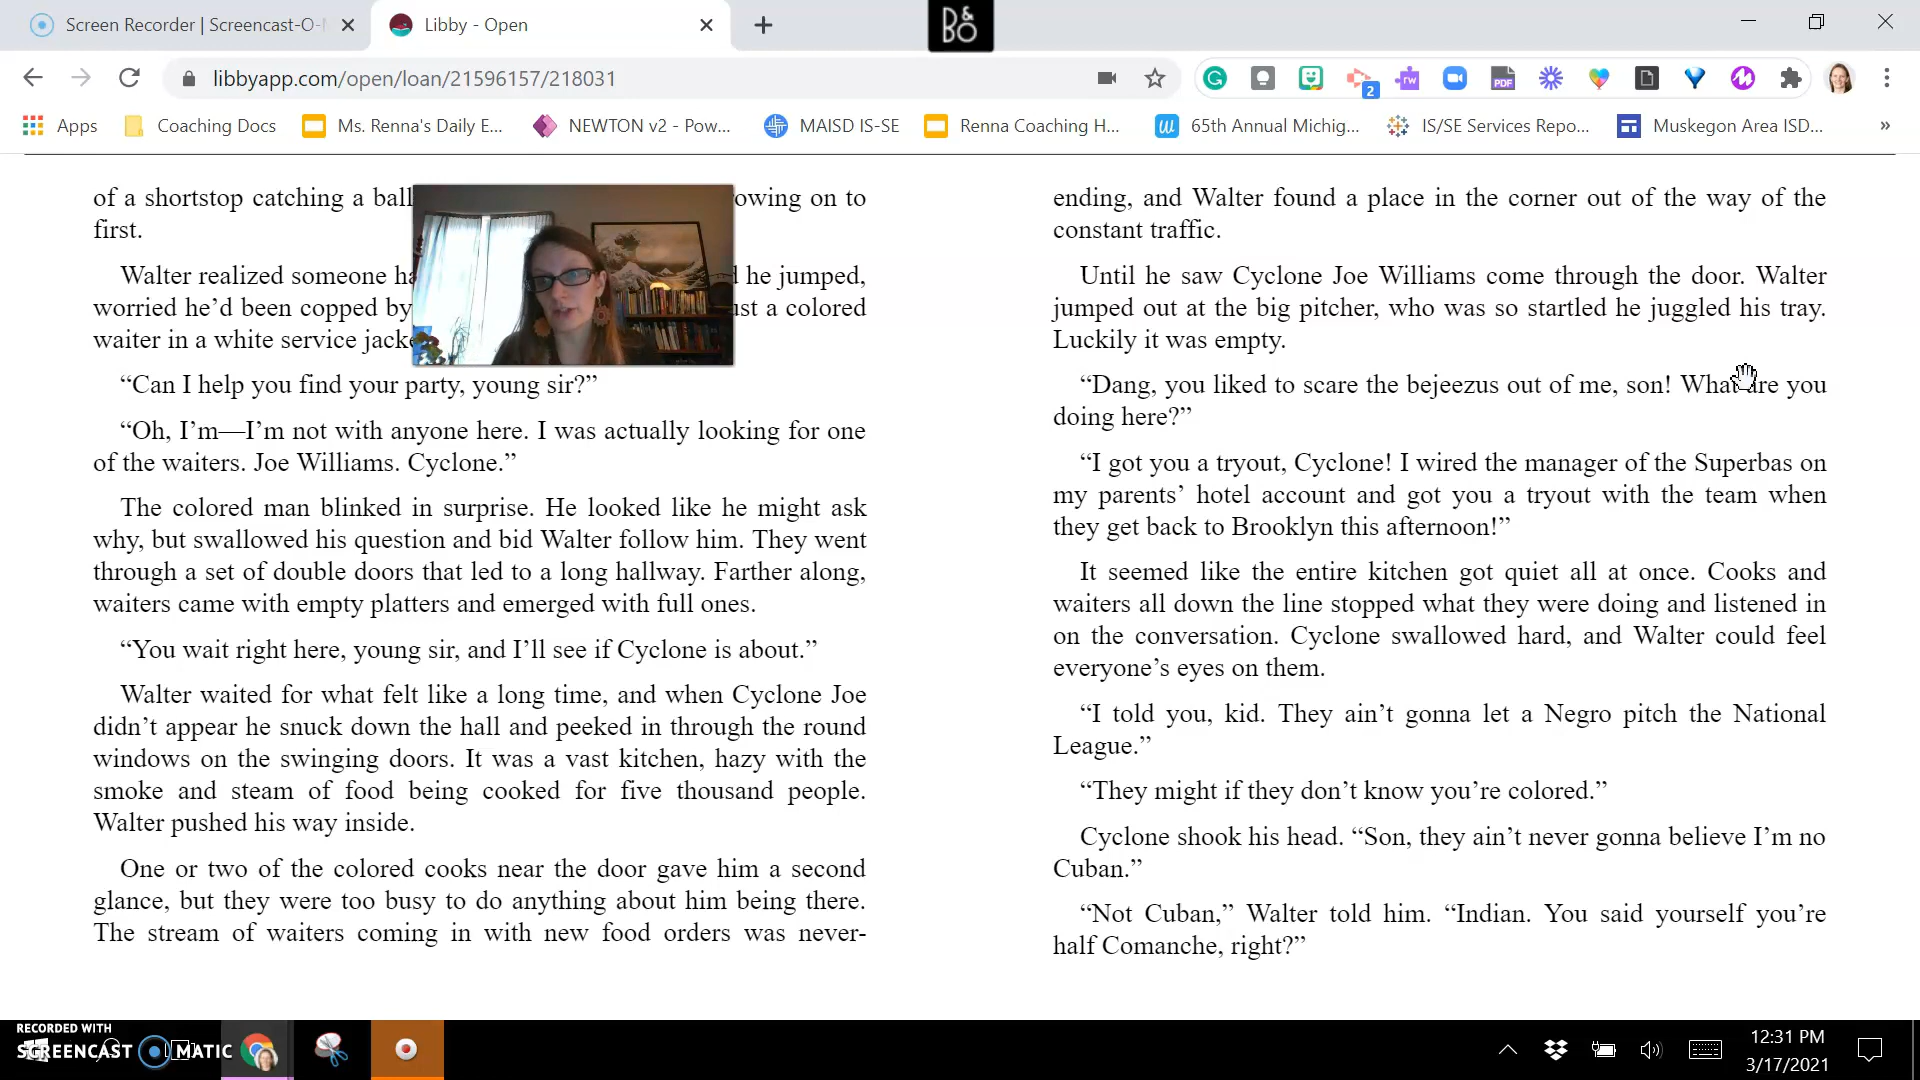 Screen Recorder | Screencast-O-
Libby - Open
B&O
libbyapp.com/open/loan/21596157/218031
rw
2
PDF
Apps
Coaching Docs
Ms. Renna's Daily E...
NEWTON v2 - Pow...
MAISD IS-SE
Renna Coaching H...
65th Annual Michig...
IS/SE Services Repo...
Muskegon Area ISD...
»
of a shortstop catching a ball
owing on to
first.
Walter realized someone ha
he jumped,
worried he’d been copped by
ust a colored
waiter in a white service jacke
“Can I help you find your party, young sir?”
“Oh, I’m—I’m not with anyone here. I was actually looking for one
of the waiters. Joe Williams. Cyclone.”
The colored man blinked in surprise. He looked like he might ask
why, but swallowed his question and bid Walter follow him. They went
through a set of double doors that led to a long hallway. Farther along,
waiters came with empty platters and emerged with full ones.
“You wait right here, young sir, and I’ll see if Cyclone is about.”
Walter waited for what felt like a long time, and when Cyclone Joe
didn’t appear he snuck down the hall and peeked in through the round
windows on the swinging doors. It was a vast kitchen, hazy with the
smoke and steam of food being cooked for five thousand people.
Walter pushed his way inside.
One or two of the colored cooks near the door gave him a second
glance, but they were too busy to do anything about him being there.
The stream of waiters coming in with new food orders was never-
ending, and Walter found a place in the corner out of the way of the
constant traffic.
Until he saw Cyclone Joe Williams come through the door. Walter
jumped out at the big pitcher, who was so startled he juggled his tray.
Luckily it was empty.
“Dang, you liked to scare the bejeezus out of me, son! What are you
doing here?”
“I got you a tryout, Cyclone! I wired the manager of the Superbas on
my parents’ hotel account and got you a tryout with the team when
they get back to Brooklyn this afternoon!”
It seemed like the entire kitchen got quiet all at once. Cooks and
waiters all down the line stopped what they were doing and listened in
on the conversation. Cyclone swallowed hard, and Walter could feel
everyone’s eyes on them.
“I told you, kid. They ain’t gonna let a Negro pitch the National
League.”
“They might if they don’t know you’re colored.”
Cyclone shook his head. “Son, they ain’t never gonna believe I’m no
Cuban.”
“Not Cuban,” Walter told him. “Indian. You said yourself you’re
half Comanche, right?”
RECORDED WITH
SCREENCAST MATIC
12:31 PM
3/17/2021